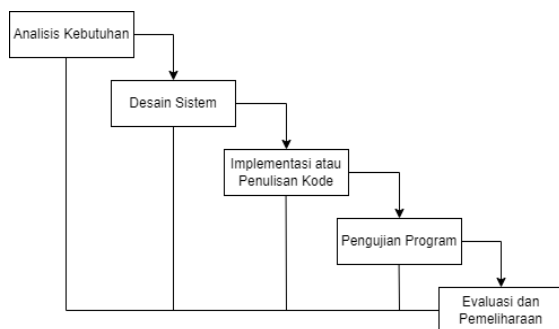 Analisis Kebutuhan
Desain Sistem
Implementasi atau
Penulisan Kode
Pengujian Program
Evaluasi dan
Pemeliharaan